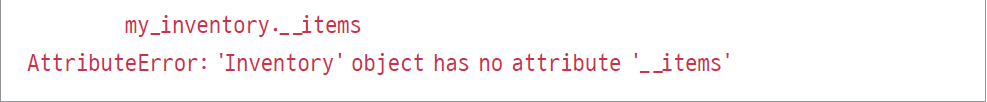 my_inventory.__items
AttributeError: 'Inventory' object has no attribute '__items'